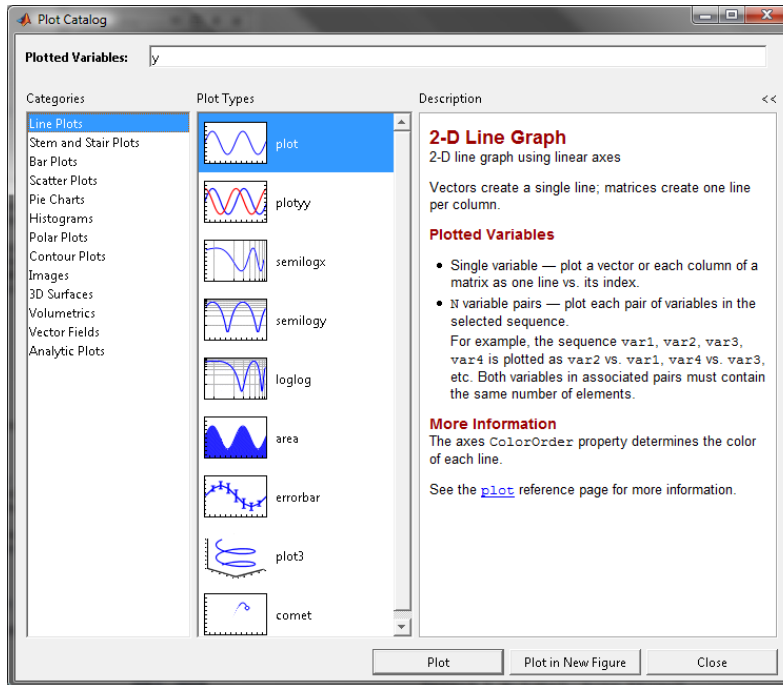 Plot Catalog
Plotted Variables: y
Categories
Line Plots
Stem and Stair Plots
Bar Plots
Scatter Plots
Pie Charts
Histograms
Polar Plots
Contour Plots
Images
3D Surfaces
Volumetrics
Vector Fields
Analytic Plots
Plot Types
plot
plotyy
semilogx
semilogy
loglog
area
errorbar
plot3
comet
Description <<
2-D Line Graph
2-D line graph using linear axes
Vectors create a single line; matrices create one line
per column.
Plotted Variables
• Single variable — plot a vector or each column of a
matrix as one line vs. its index.
• N variable pairs — plot each pair of variables in the
selected sequence.
For example, the sequence var1, var2, var3,
var4 is plotted as var2 vs. var1, var4 vs. var3,
etc. Both variables in associated pairs must contain
the same number of elements.
More Information
The axes ColorOrder property determines the color
of each line.
See the plot reference page for more information.
Plot
Plot in New Figure
Close